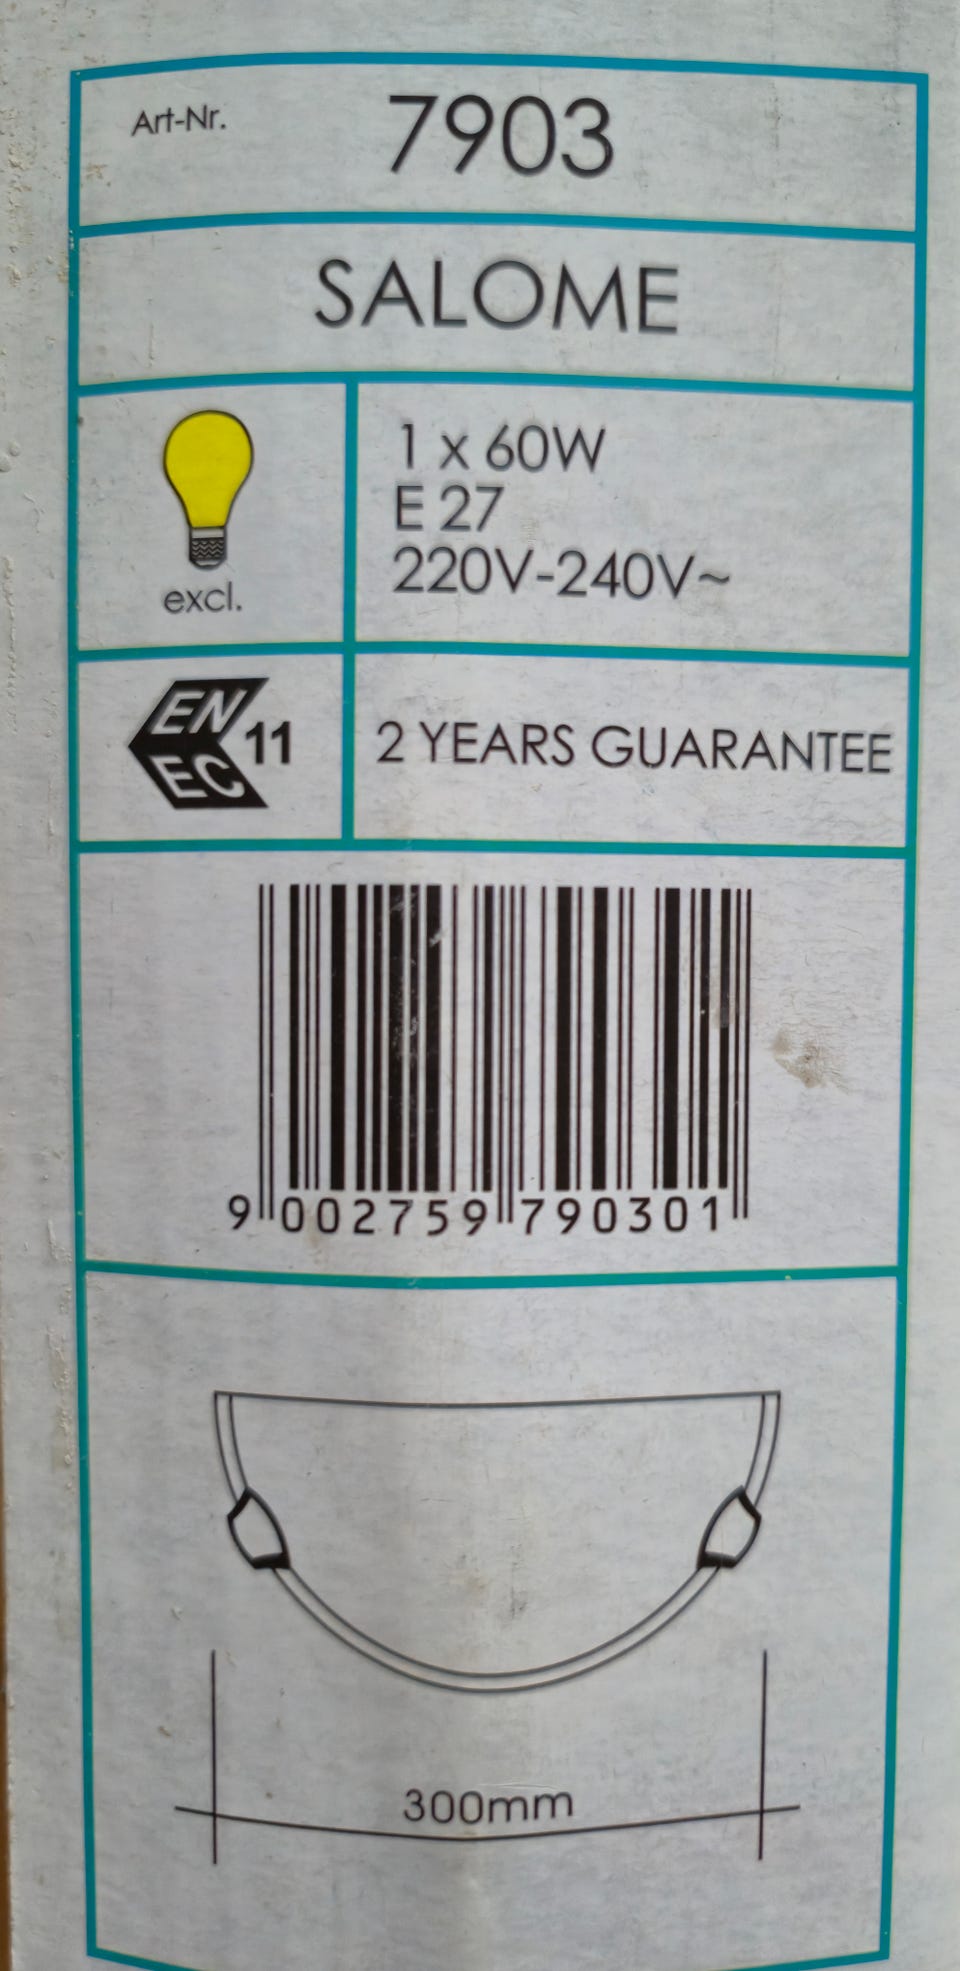 Art-Nr. 7903
SALOME
1 x 60W
E 27
220V-240V~
excl.
EN
EC
11
2 YEARS GUARANTEE
9 002759 790301
300mm